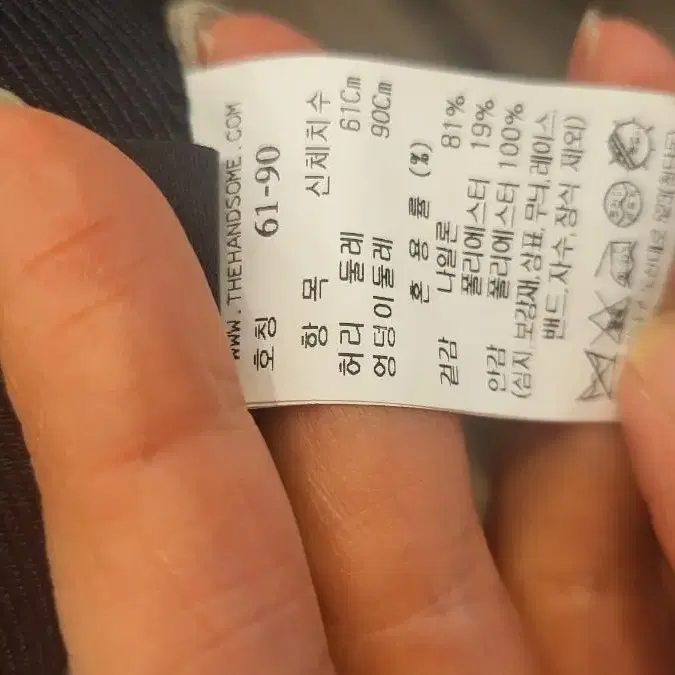 WWW.THEHANDSOME.COM
호칭 61-90
항 목 신체치수
허리 둘레 61Cm
엉덩이둘레 90Cm
혼 용 률 (%)
겉감 나일론 81%
폴리에스터 19%
안감 폴리에스터 100%
(심지,보강재,상표,무늬,레이스
밴드,자수,장식 제외)